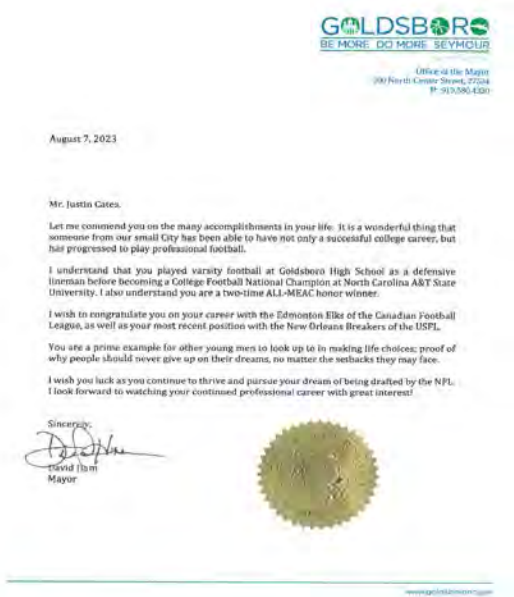 GOLDSBORO
BE MORE DO MORE SEYMOUR
Office of the Mayor
200 North Center Street, 27534
P 919.580.4330
August 7, 2023
Mr. Justin Cates,
Let me commend you on the many accomplishments in your life. It is a wonderful thing that
someone from our small City has been able to have not only a successful college career, but
has progressed to play professional football.
I understand that you played varsity football at Goldsboro High School as a defensive
lineman before becoming a College Football National Champion at North Carolina A&T State
University. I also understand you are a two-time ALL-MEAC honor winner.
I wish to congratulate you on your career with the Edmonton Elks of the Canadian Football
League, as well as your most recent position with the New Orleans Breakers of the USFL.
You are a prime example for other young men to look up to in making life choices; proof of
why people should never give up on their dreams, no matter the setbacks they may face.
I wish you luck as you continue to thrive and pursue your dream of being drafted by the NFL.
I look forward to watching your continued professional career with great interest!
Sincerely,
David Ham
Mayor